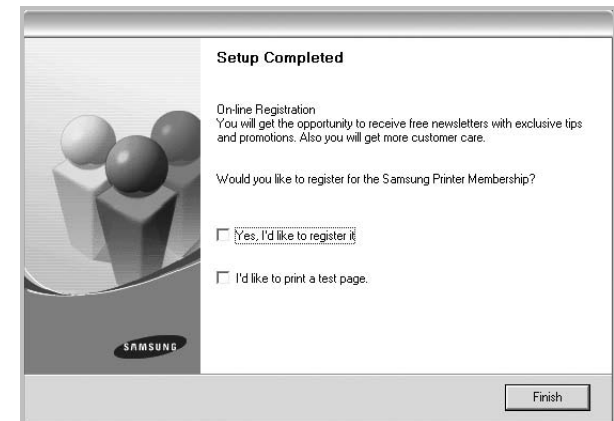 Setup Completed
On-line Registration
You will get the opportunity to receive free newsletters with exclusive tips
and promotions. Also you will get more customer care.
Would you like to register for the Samsung Printer Membership?
Yes, I'd like to register it
I'd like to print a test page.
SAMSUNG
Finish